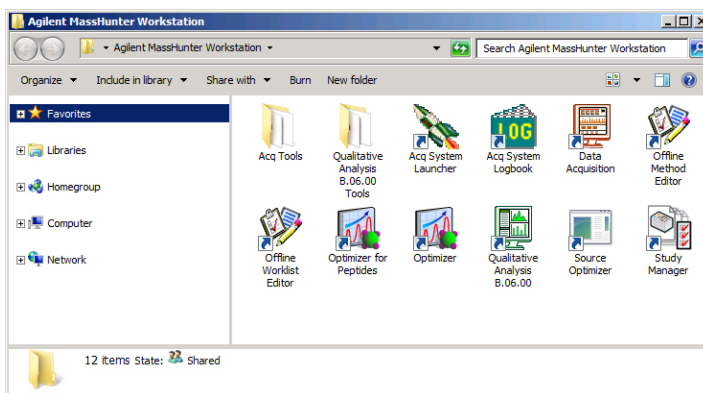 Agilent MassHunter Workstation
Agilent MassHunter Workstation
Search Agilent MassHunter Workstation
Organize
Include in library
Share with
Burn
New folder
Favorites
Libraries
Homegroup
Computer
Network
Acq Tools
Qualitative
Analysis
B.06.00
Tools
Acq System
Launcher
LOG
Acq System
Logbook
Data
Acquisition
Offline
Method
Editor
Offline
Worklist
Editor
Optimizer for
Peptides
Optimizer
Qualitative
Analysis
B.06.00
Source
Optimizer
Study
Manager
12 items State: Shared